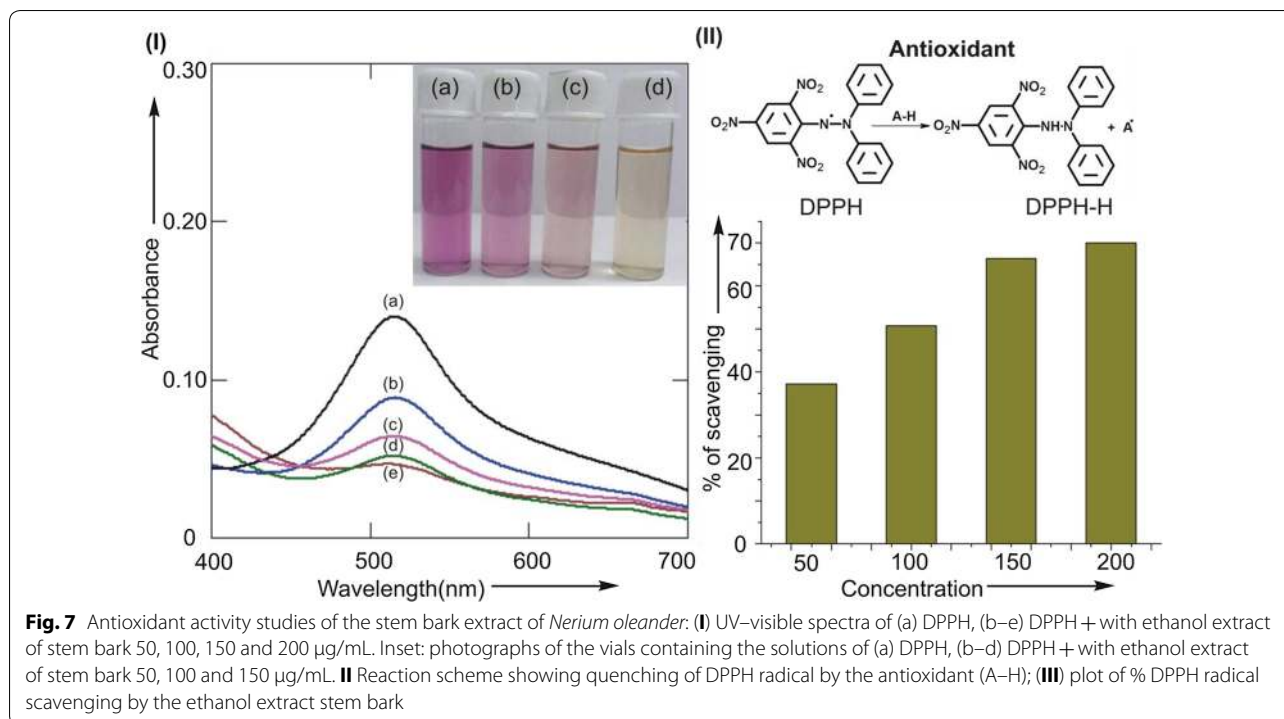 (I)
0.30
0.20
0.10
0
Absorbance
400
500
600
700
Wavelength(nm)
(a)
(b)
(c)
(d)
(a)
(b)
(c)
(d)
(e)
(II)
Antioxidant
NO₂
O₂N
N-N
NO₂
A-H
NO₂
O₂N
NH-N
NO₂
+ A•
DPPH
DPPH-H
% of scavenging
70
60
40
20
0
50
100
150
200
Concentration
Fig. 7 Antioxidant activity studies of the stem bark extract of Nerium oleander: (I) UV–visible spectra of (a) DPPH, (b–e) DPPH + with ethanol extract
of stem bark 50, 100, 150 and 200 µg/mL. Inset: photographs of the vials containing the solutions of (a) DPPH, (b–d) DPPH + with ethanol extract
of stem bark 50, 100 and 150 µg/mL. II Reaction scheme showing quenching of DPPH radical by the antioxidant (A–H); (III) plot of % DPPH radical
scavenging by the ethanol extract stem bark